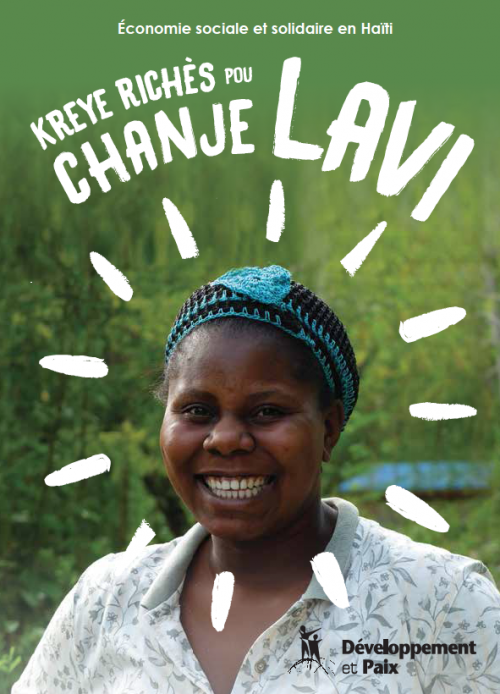 Économie sociale et solidaire en Haïti
KREYE RICHÈS POU
CHANJE LAVI
Développement
et Paix